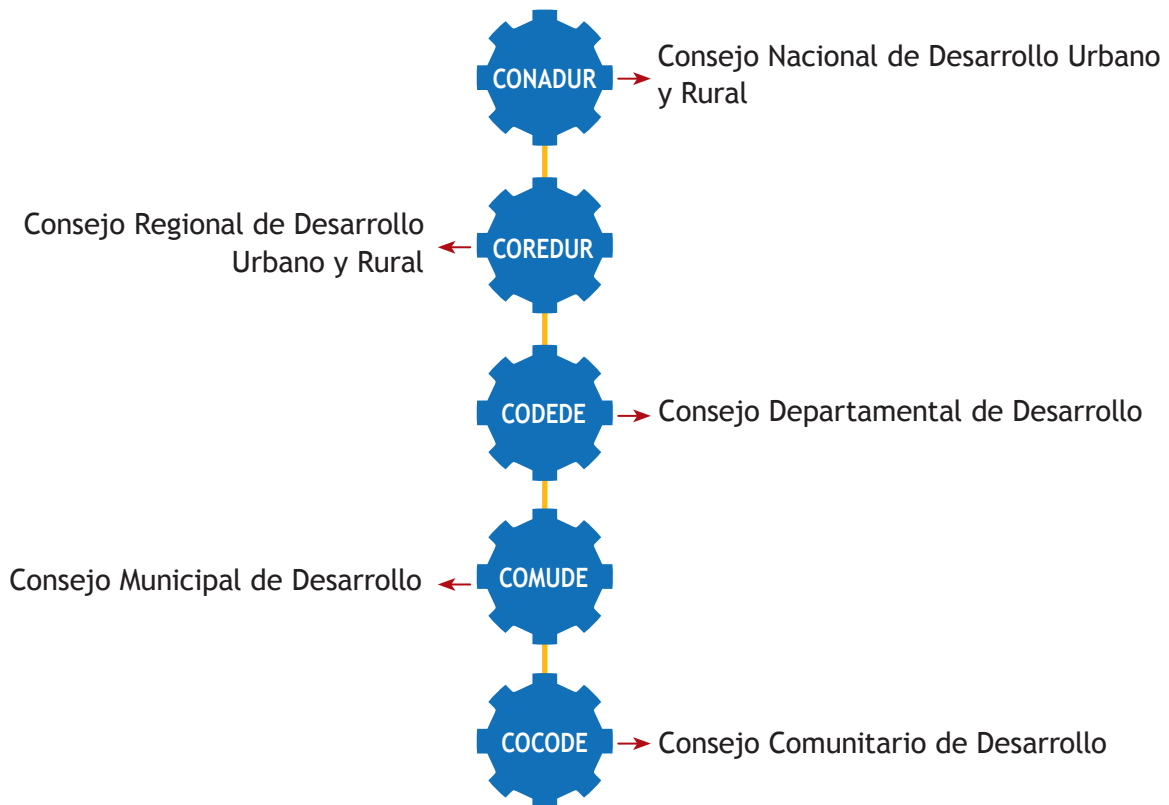 CONADUR
Consejo Nacional de Desarrollo Urbano
y Rural
Consejo Regional de Desarrollo
Urbano y Rural
COREDUR
CODEDE
Consejo Departamental de Desarrollo
Consejo Municipal de Desarrollo
COMUDE
COCODE
Consejo Comunitario de Desarrollo